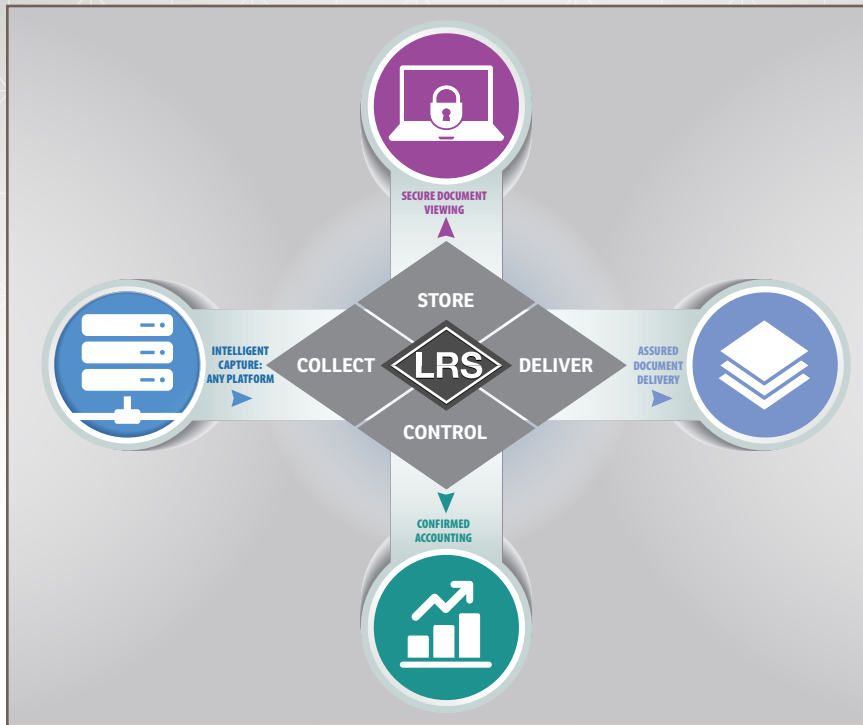 SECURE DOCUMENT
VIEWING
STORE
INTELLIGENT
CAPTURE:
ANY PLATFORM
COLLECT
LRS
DELIVER
ASSURED
DOCUMENT
DELIVERY
CONTROL
CONFIRMED
ACCOUNTING